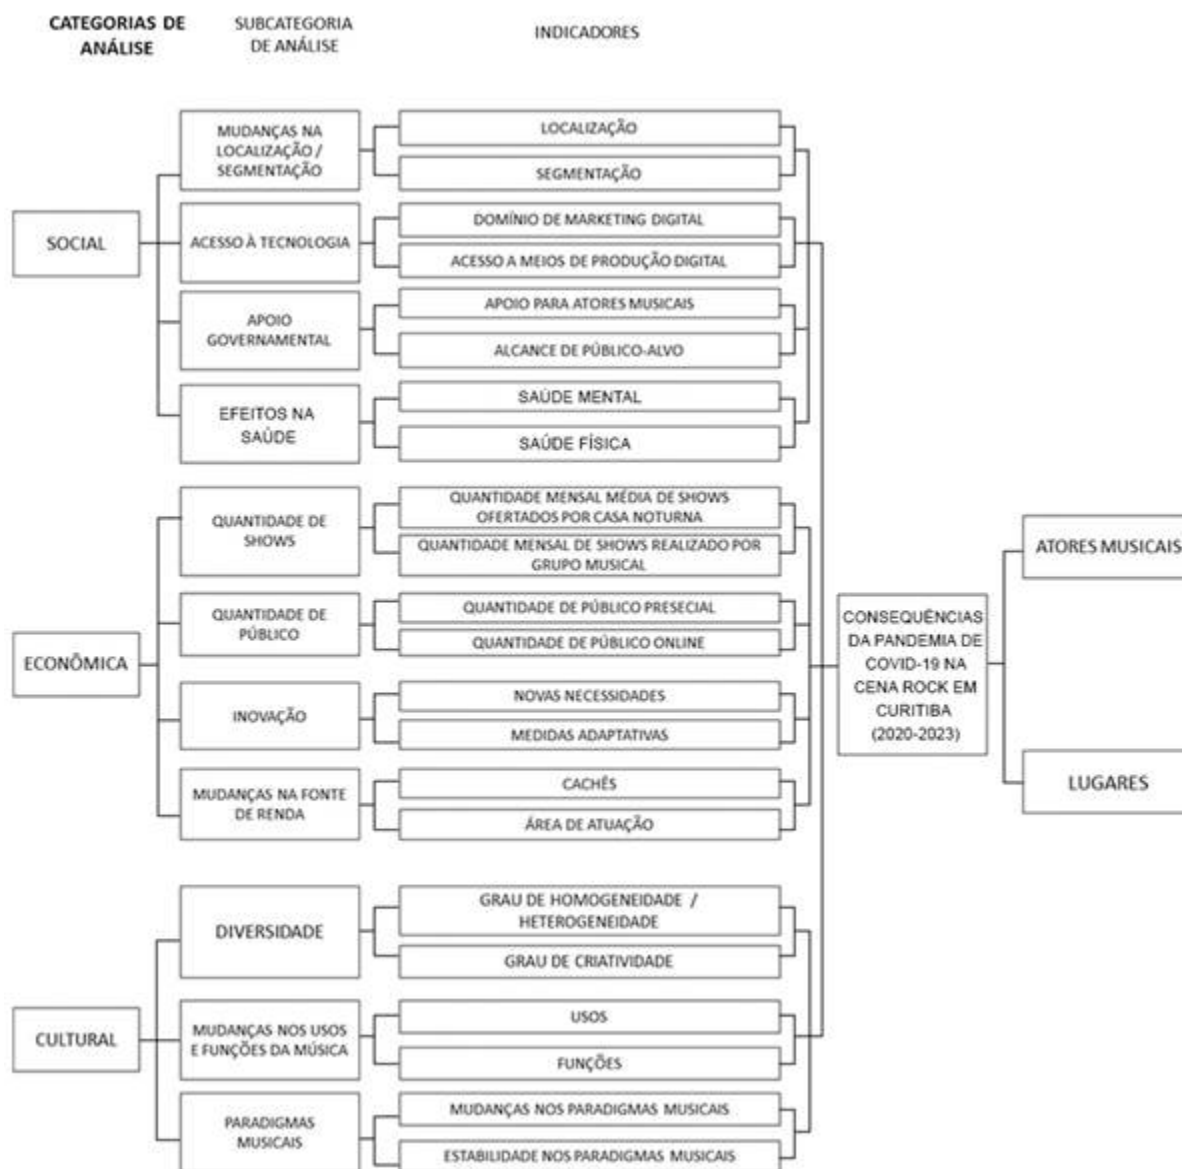 CATEGORIAS DE
ANÁLISE
SUBCATEGORIA
DE ANÁLISE
INDICADORES
SOCIAL
MUDANÇAS NA
LOCALIZAÇÃO /
SEGMENTAÇÃO
LOCALIZAÇÃO
SEGMENTAÇÃO
ACESSO À TECNOLOGIA
DOMÍNIO DE MARKETING DIGITAL
ACESSO A MEIOS DE PRODUÇÃO DIGITAL
APOIO
GOVERNAMENTAL
APOIO PARA ATORES MUSICAIS
ALCANCE DE PÚBLICO-ALVO
EFEITOS NA
SAÚDE
SAÚDE MENTAL
SAÚDE FÍSICA
ECONÔMICA
QUANTIDADE DE
SHOWS
QUANTIDADE MENSAL MÉDIA DE SHOWS
OFERTADOS POR CASA NOTURNA
QUANTIDADE MENSAL DE SHOWS REALIZADO POR
GRUPO MUSICAL
QUANTIDADE DE
PÚBLICO
QUANTIDADE DE PÚBLICO PRESECIAL
QUANTIDADE DE PÚBLICO ONLINE
INOVAÇÃO
NOVAS NECESSIDADES
MEDIDAS ADAPTATIVAS
MUDANÇAS NA FONTE
DE RENDA
CACHÊS
ÁREA DE ATUAÇÃO
CULTURAL
DIVERSIDADE
GRAU DE HOMOGENEIDADE /
HETEROGENEIDADE
GRAU DE CRIATIVIDADE
MUDANÇAS NOS USOS
E FUNÇÕES DA MÚSICA
USOS
FUNÇÕES
PARADIGMAS
MUSICAIS
MUDANÇAS NOS PARADIGMAS MUSICAIS
ESTABILIDADE NOS PARADIGMAS MUSICAIS
CONSEQUÊNCIAS
DA PANDEMIA DE
COVID-19 NA
CENA ROCK EM
CURITIBA
(2020-2023)
ATORES MUSICAIS
LUGARES